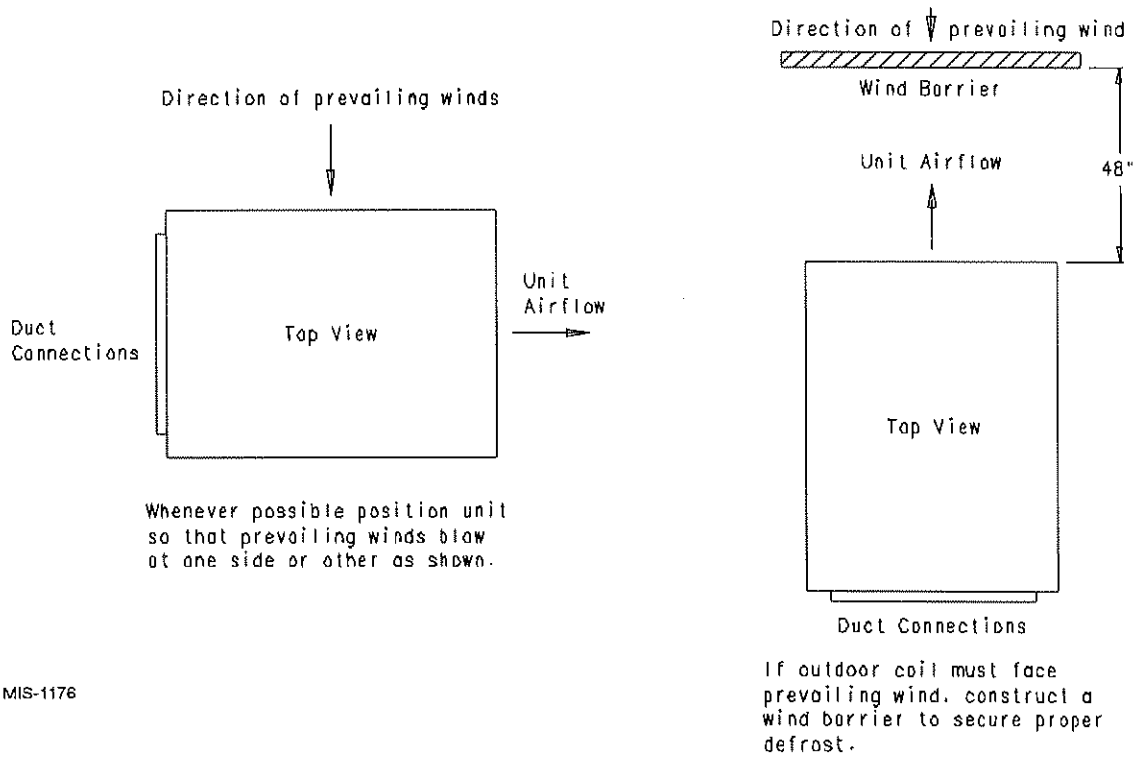 Direction of prevailing winds
Duct
Connections
Top View
Unit
Airflow
Whenever possible position unit
so that prevailing winds blow
at one side or other as shown.
MIS-1176
Direction of prevailing wind
Wind Barrier
Unit Airflow
48"
Top View
Duct Connections
If outdoor coil must face
prevailing wind, construct a
wind barrier to secure proper
defrost.